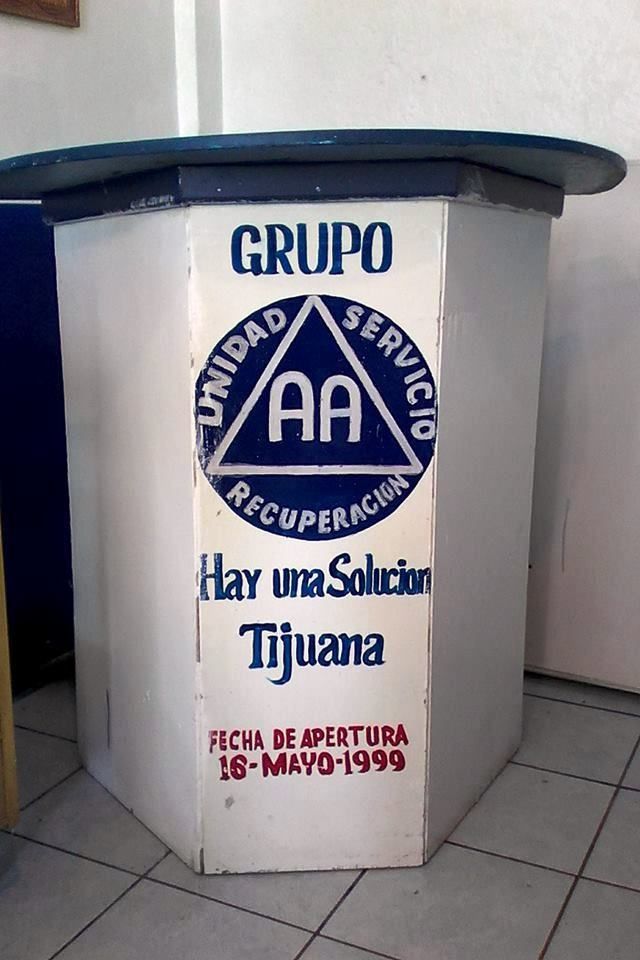 GRUPO
UNIDAD
SERVICIO
AA
RECUPERACION
Hay una Solucion
Tijuana
FECHA DE APERTURA
16-MAYO-1999